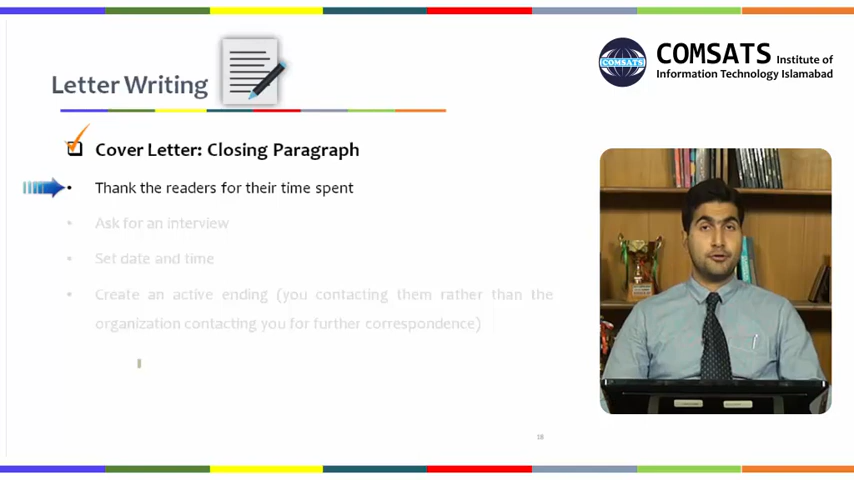 COMSATS Institute of
Information Technology Islamabad
COMSATS
Letter Writing
Cover Letter: Closing Paragraph
• Thank the readers for their time spent
• Ask for an interview
• Set date and time
• Create an active ending (you contacting them rather than the
organization contacting you for further correspondence)
18